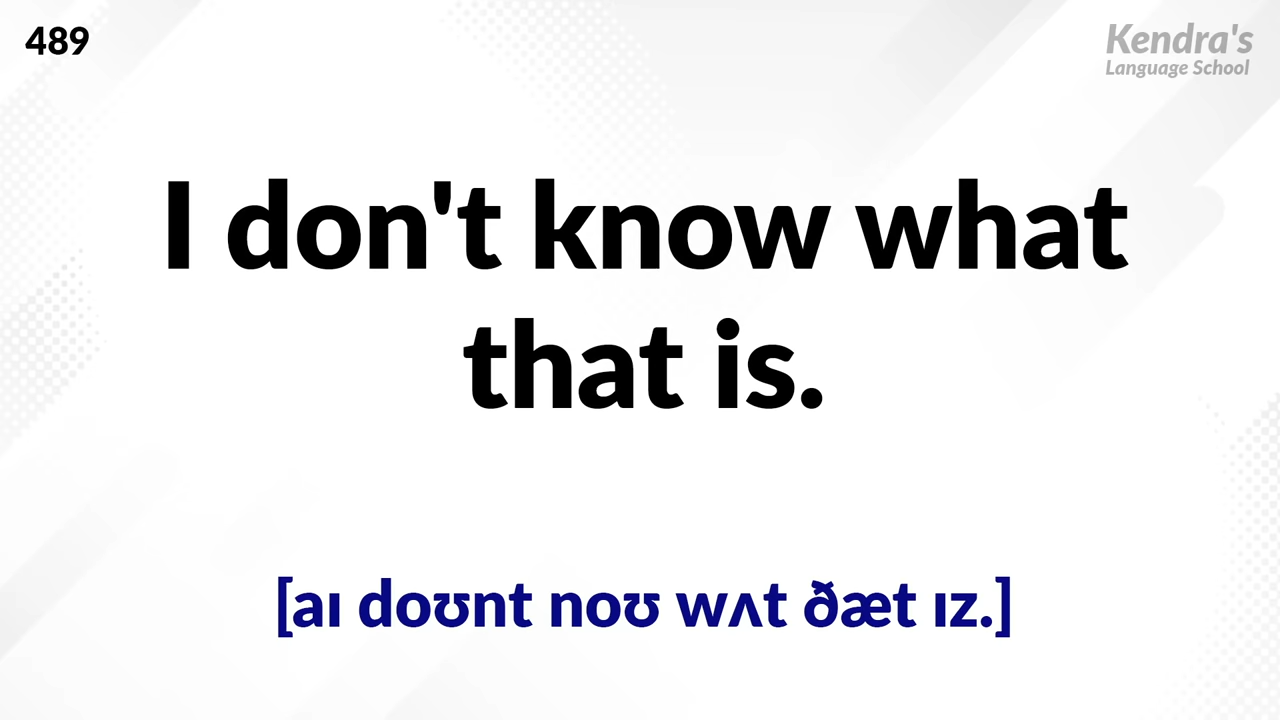 489
Kendra's
Language School
I don't know what
that is.
[aɪ doʊnt noʊ wʌt ðæt ɪz.]